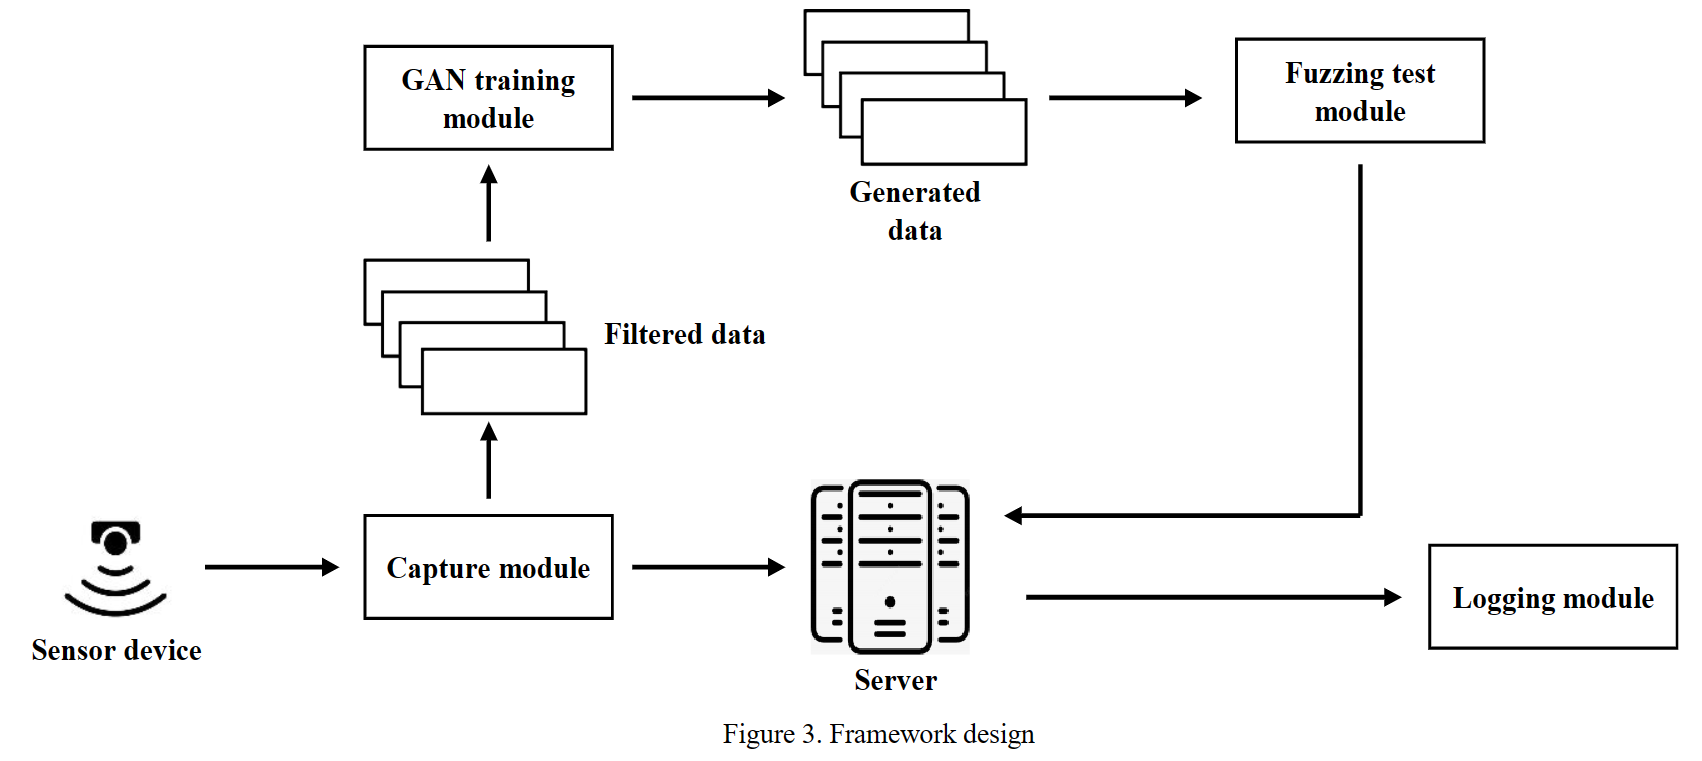 GAN training
module
Generated
data
Fuzzing test
module
Filtered data
Sensor device
Capture module
Server
Logging module
Figure 3. Framework design